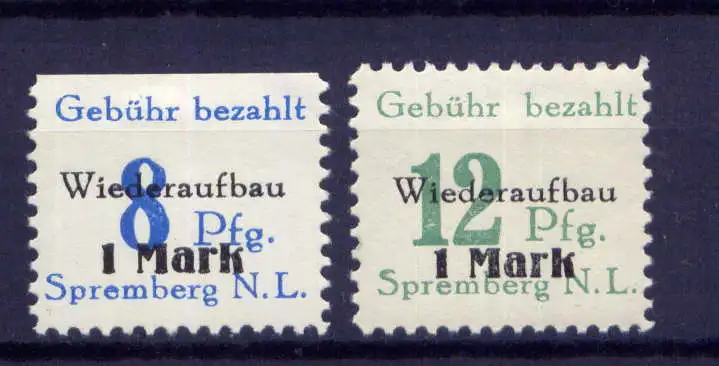 Gebühr bezahlt
Wiederaufbau
8 Pfg.
1 Mark
Spremberg N.L.
Gebühr bezahlt
Wiederaufbau
12 Pfg.
1 Mark
Spremberg N.L.